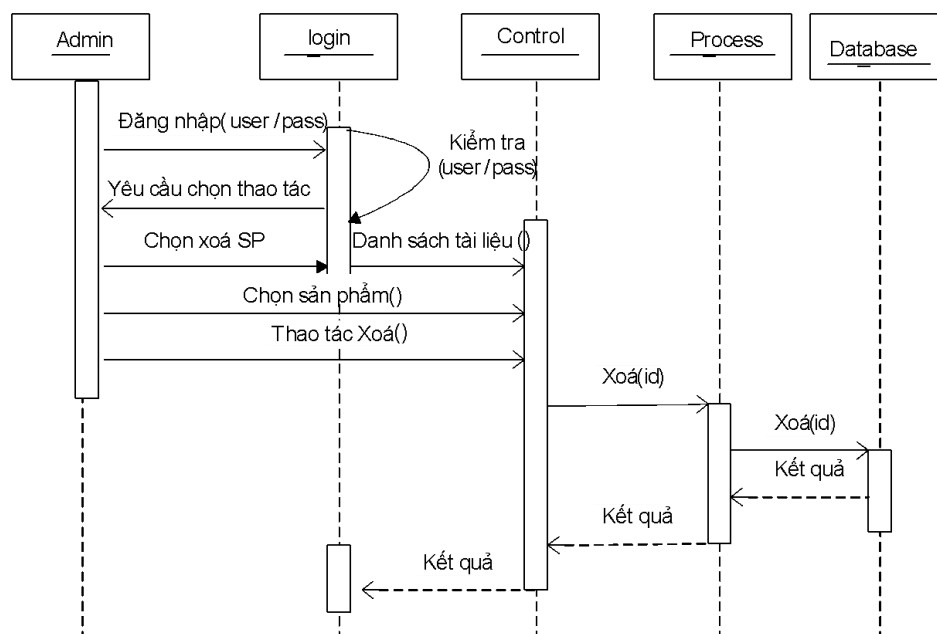 Admin
login
Control
Process
Database
Đăng nhập( user /pass)
Kiểm tra
(user /pass)
Yêu cầu chọn thao tác
Chọn xoá SP
Danh sách tài liệu ()
Chọn sản phẩm()
Thao tác Xoá()
Xoá(id)
Xoá(id)
Kết quả
Kết quả
Kết quả